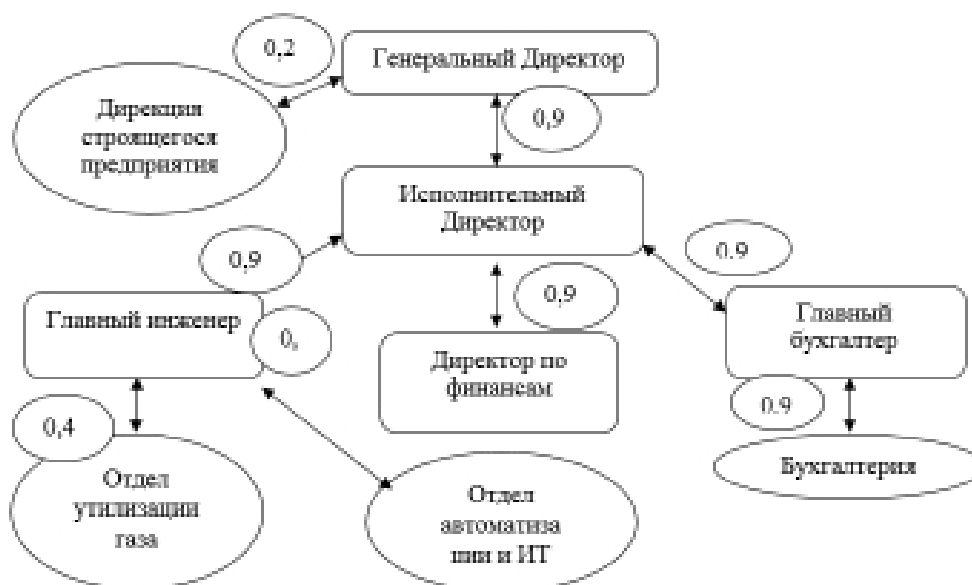 0,2
Генеральный Директор
Дирекция
строящегося
предприятия
0,9
Исполнительный
Директор
0,9
0.9
0,9
Главный инженер
0,
Директор по
финансам
Главный
бухгалтер
0.9
0,4
Отдел
утилизации
газа
Отдел
автоматиза
ции и ИТ
Бухгалтерия